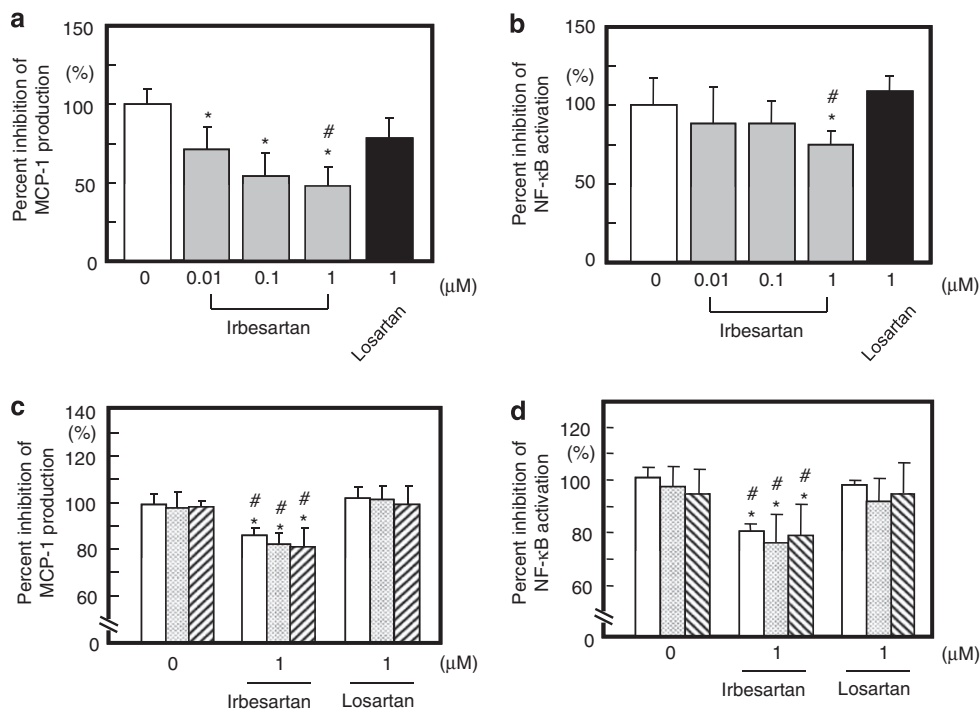 a
150
(%)
100
50
0
Percent inhibition of
MCP-1 production
*
*
#
*
0
0.01
0.1
1
1
(μM)
Irbesartan
Losartan
b
150
(%)
100
50
0
Percent inhibition of
NF-κB activation
#
*
0
0.01
0.1
1
1
(μM)
Irbesartan
Losartan
c
140
(%)
120
100
80
60
0
Percent inhibition of
MCP-1 production
# # #
* * *
0
1
1
(μM)
Irbesartan
Losartan
d
120
(%)
100
80
60
0
Percent inhibition of
NF-κB activation
# # #
* * *
0
1
1
(μM)
Irbesartan
Losartan